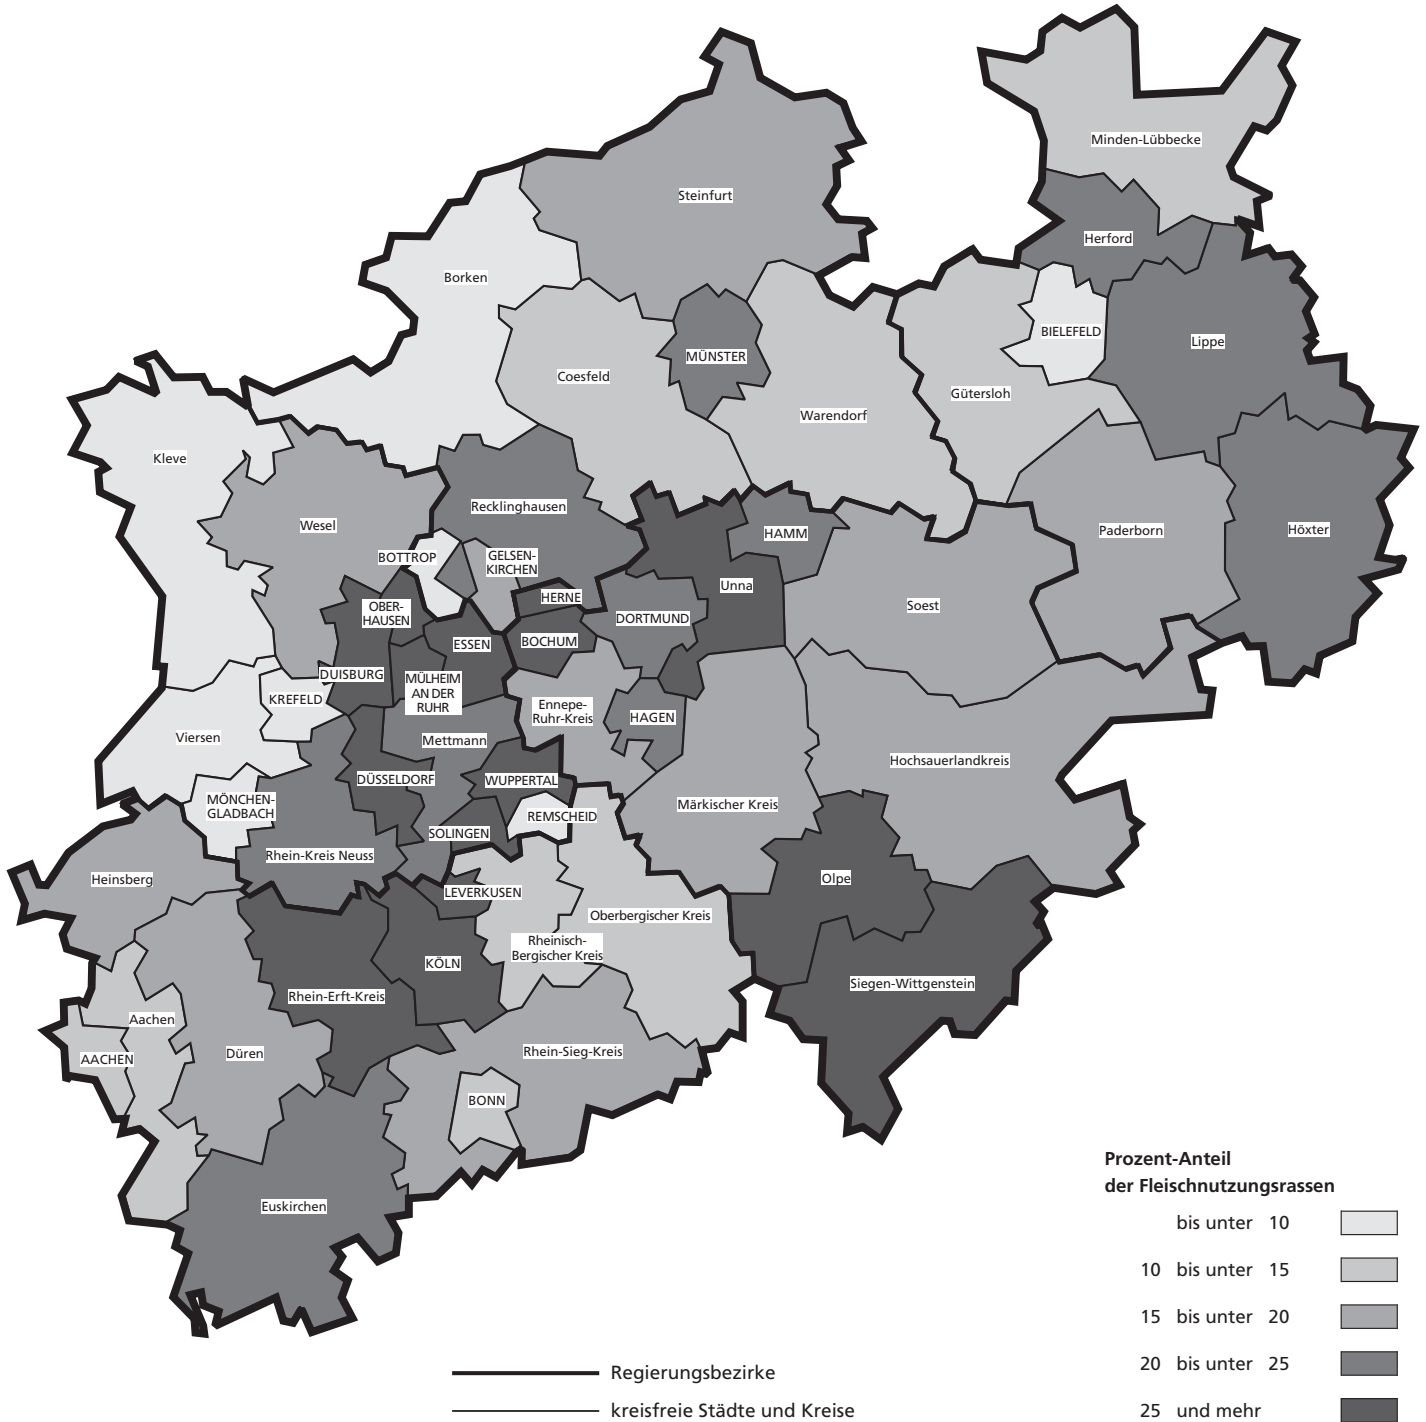 Minden-Lübbecke
Steinfurt
Herford
Borken
BIELEFELD
Lippe
MÜNSTER
Coesfeld
Gütersloh
Warendorf
Kleve
Recklinghausen
Wesel
HAMM
Paderborn
Höxter
BOTTROP
GELSEN-
KIRCHEN
Unna
HERNE
Soest
OBER-
HAUSEN
DORTMUND
ESSEN
BOCHUM
DUISBURG
MÜLHEIM
AN DER
RUHR
KREFELD
Ennepe-
Ruhr-Kreis
HAGEN
Viersen
Mettmann
Hochsauerlandkreis
DÜSSELDORF
WUPPERTAL
MÖNCHEN-
GLADBACH
Märkischer Kreis
REMSCHEID
SOLINGEN
Rhein-Kreis Neuss
Heinsberg
Olpe
LEVERKUSEN
Oberbergischer Kreis
Rheinisch-
Bergischer Kreis
KÖLN
Siegen-Wittgenstein
Rhein-Erft-Kreis
Aachen
Rhein-Sieg-Kreis
AACHEN
Düren
BONN
Euskirchen
Prozent-Anteil
der Fleischnutzungsrassen
bis unter 10
10 bis unter 15
15 bis unter 20
20 bis unter 25
25 und mehr
Regierungsbezirke
kreisfreie Städte und Kreise